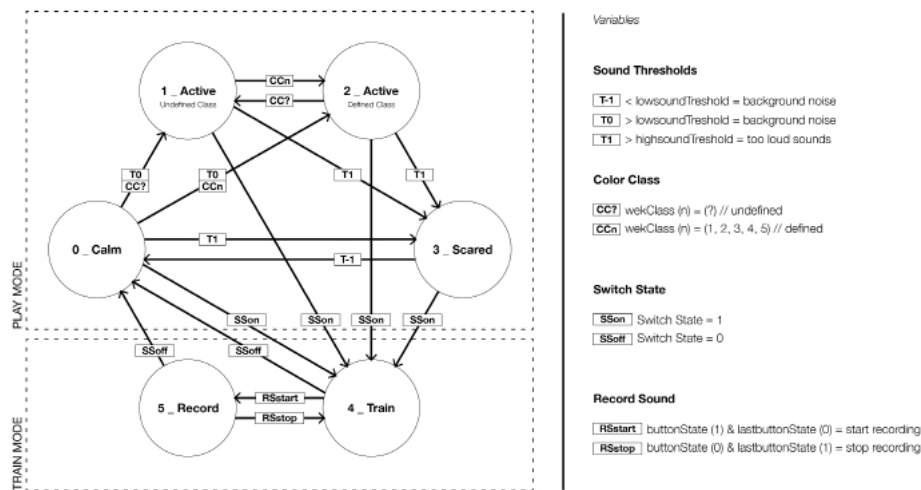 1 _ Active
Undefined Class
2 _ Active
Defined Class
CCn
CC?
T0
CC?
T0
CCn
T1
T1
0 _ Calm
T1
T-1
3 _ Scared
SSon
SSon
SSon
SSon
SSoff
SSoff
5 _ Record
RSstart
RSstop
4 _ Train
PLAY MODE
TRAIN MODE
Variables
Sound Thresholds
T-1 < lowsoundTreshold = background noise
T0 > lowsoundTreshold = background noise
T1 > highsoundTreshold = too loud sounds
Color Class
CC? wekClass (n) = (?) // undefined
CCn wekClass (n) = (1, 2, 3, 4, 5) // defined
Switch State
SSon Switch State = 1
SSoff Switch State = 0
Record Sound
RSstart buttonState (1) & lastbuttonState (0) = start recording
RSstop buttonState (0) & lastbuttonState (1) = stop recording